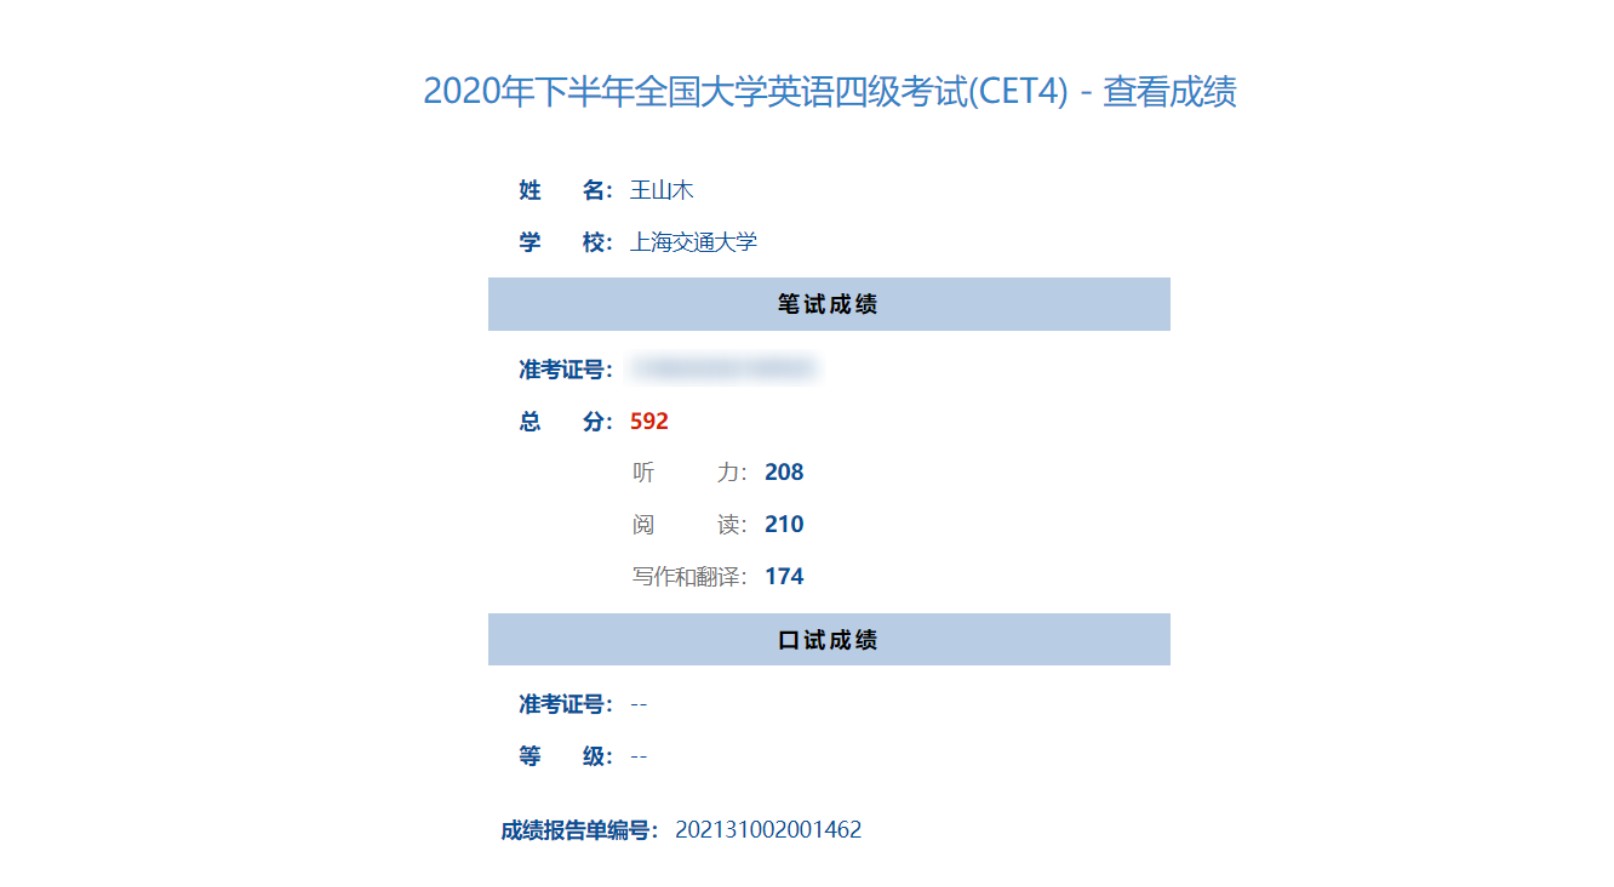 2020年下半年全国大学英语四级考试(CET4) - 查看成绩
姓 名： 王山木
学 校： 上海交通大学
笔试成绩
准考证号：
总 分： 592
听 力： 208
阅 读： 210
写作和翻译： 174
口试成绩
准考证号： --
等 级： --
成绩报告单编号： 202131002001462